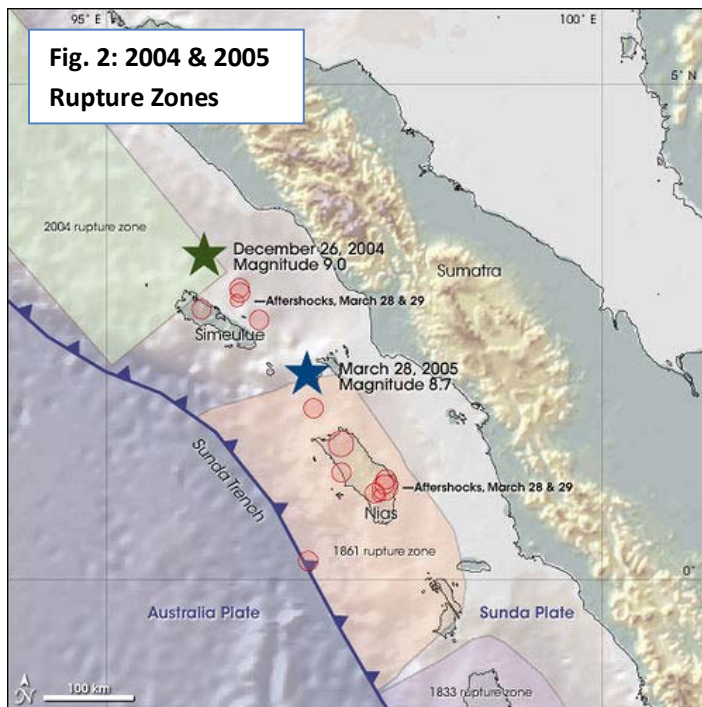 95° E
100° E
Fig. 2: 2004 & 2005
Rupture Zones
5° N
2004 rupture zone
December 26, 2004
Magnitude 9.0
Sumatra
Aftershocks, March 28 & 29
Simeulue
March 28, 2005
Magnitude 8.7
Sunda Trench
Aftershocks, March 28 & 29
Nias
1861 rupture zone
0°
Australia Plate
Sunda Plate
N
100 km
1833 rupture zone